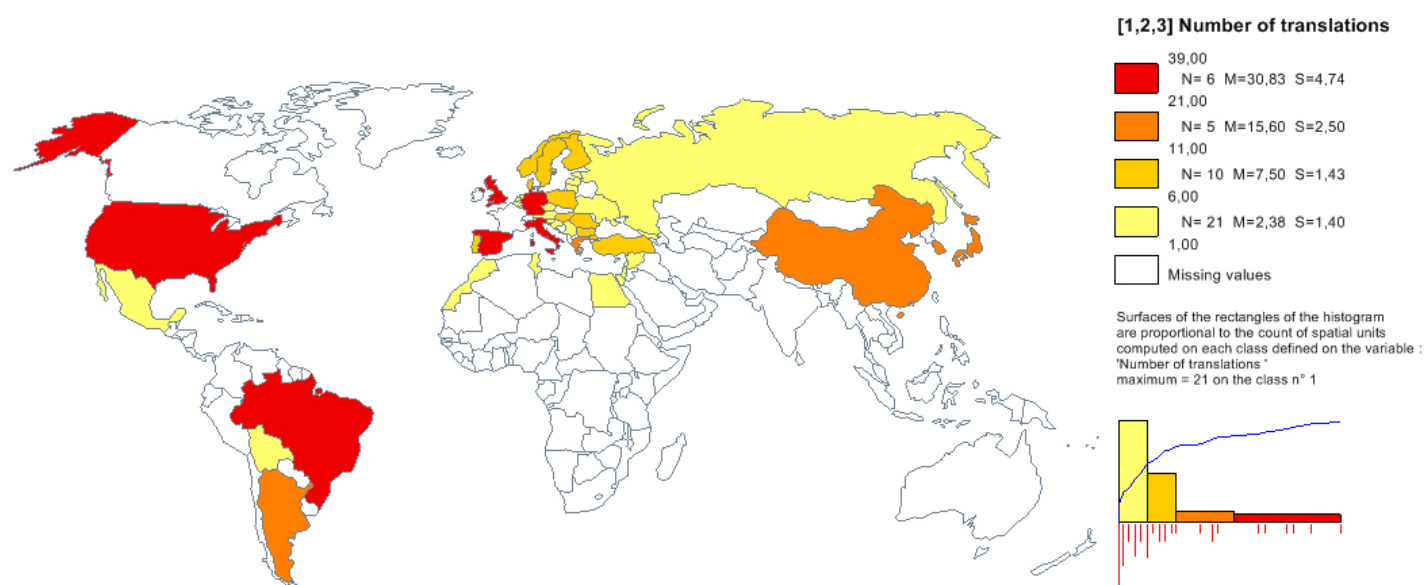 [1,2,3] Number of translations
39,00
N= 6 M=30,83 S=4,74
21,00
N= 5 M=15,60 S=2,50
11,00
N= 10 M=7,50 S=1,43
6,00
N= 21 M=2,38 S=1,40
1,00
Missing values
Surfaces of the rectangles of the histogram
are proportional to the count of spatial units
computed on each class defined on the variable :
'Number of translations '
maximum = 21 on the class n° 1